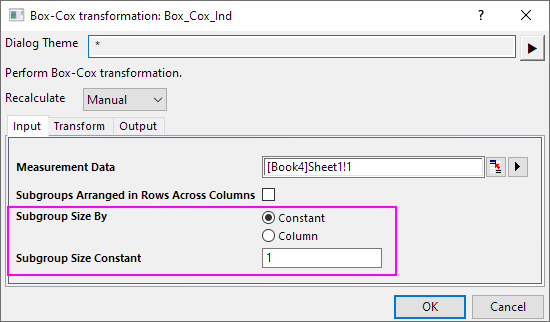 Box-Cox transformation: Box_Cox_Ind
Dialog Theme *
Perform Box-Cox transformation.
Recalculate Manual
Input Transform Output
Measurement Data [Book4]Sheet1!1
Subgroups Arranged in Rows Across Columns
Subgroup Size By Constant
Column
Subgroup Size Constant 1
OK Cancel